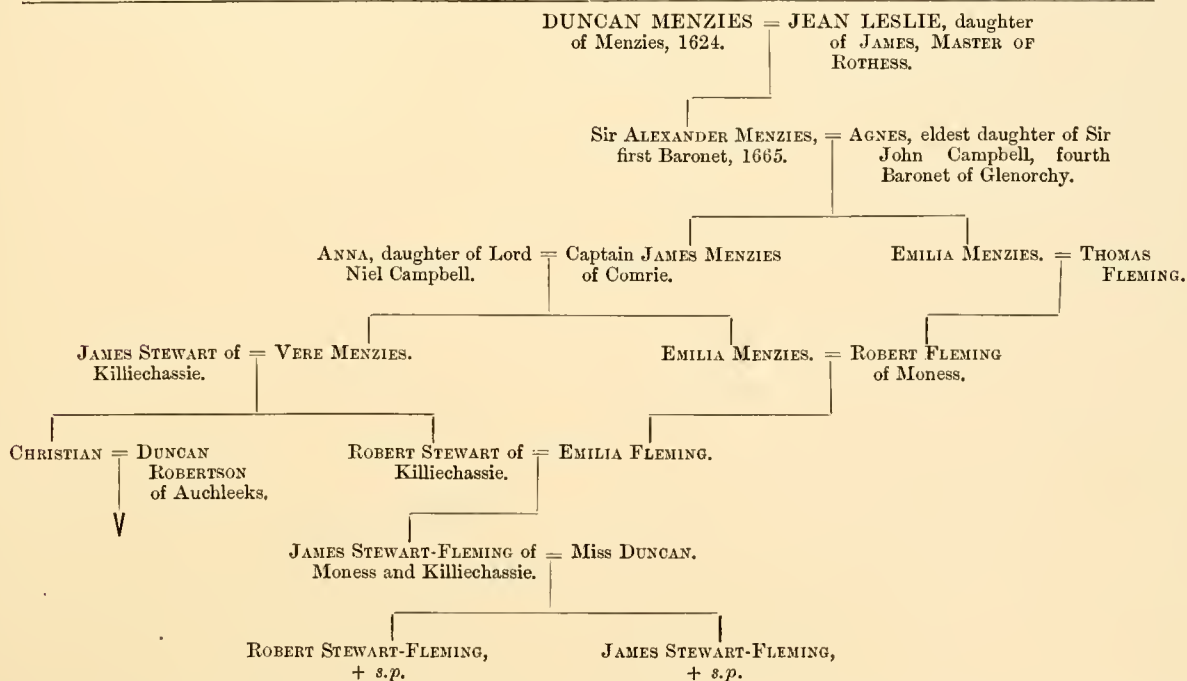 DUNCAN MENZIES = JEAN LESLIE, daughter
of Menzies, 1624. of JAMES, MASTER OF
ROTHESS.
Sir ALEXANDER MENZIES, = AGNES, eldest daughter of Sir
first Baronet, 1665. John Campbell, fourth
Baronet of Glenorchy.
ANNA, daughter of Lord = Captain JAMES MENZIES EMILIA MENZIES. = THOMAS
Niel Campbell. of Comrie. FLEMING.
JAMES STEWART of = VERE MENZIES. EMILIA MENZIES. = ROBERT FLEMING
Killiechassie. of Moness.
CHRISTIAN = DUNCAN ROBERT STEWART of = EMILIA FLEMING.
ROBERTSON Killiechassie.
of Auchleeks.
JAMES STEWART-FLEMING of = Miss DUNCAN.
Moness and Killiechassie.
ROBERT STEWART-FLEMING, JAMES STEWART-FLEMING,
+ s.p. + s.p.